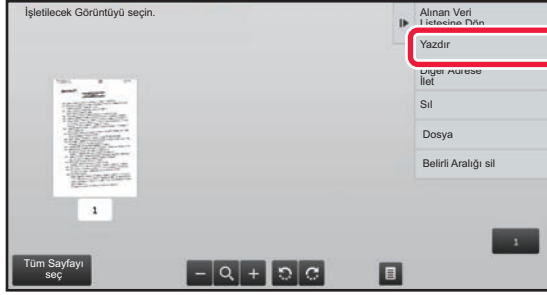 İşletilecek Görüntüyü seçin.
Alınan Veri
Listesine Dön
Yazdır
Diğer Adrese
İlet
Sil
Dosya
Belirli Aralığı sil
1
1
Tüm Sayfayı
seç